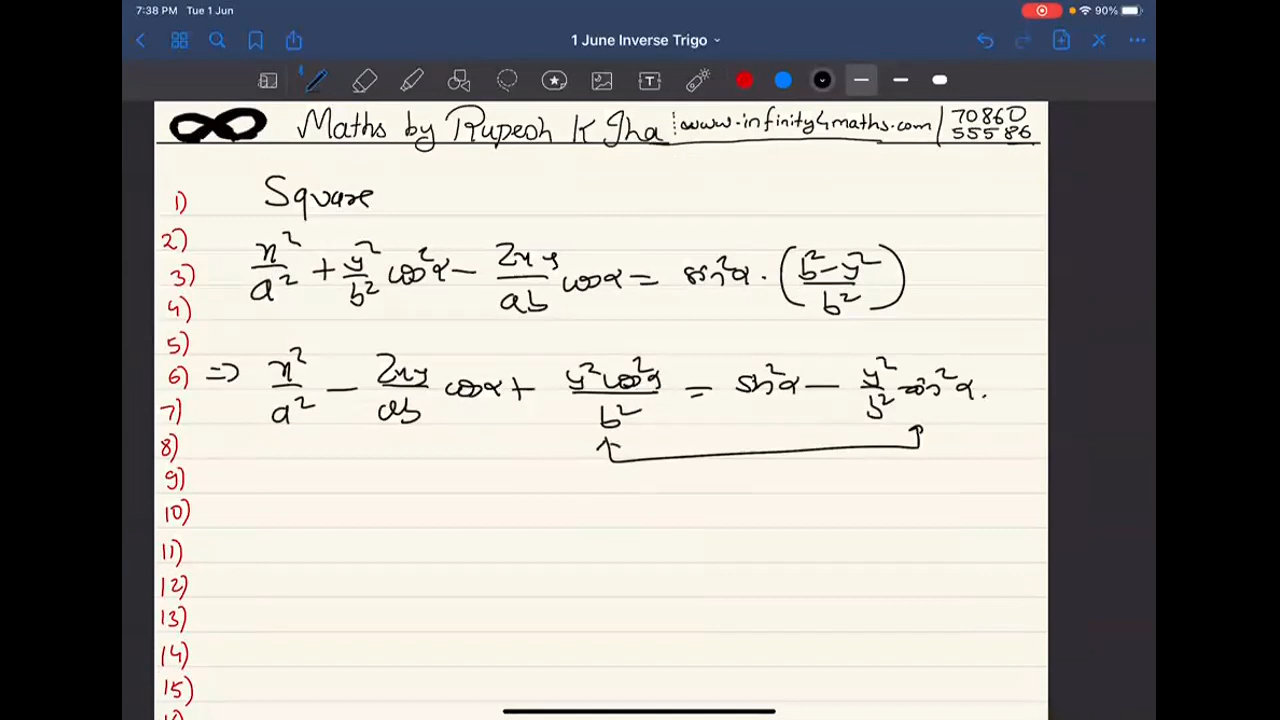 7:38 PM Tue 1 Jun
90%
1 June Inverse Trigo
Maths by Rupesh K Jha www.infinity4maths.com / 70860 55586
1) Square
2)
3) x²/a² + y²/b² cos²α − 2xy/ab cosα = sin²α · (b²−y²/b²)
4)
5)
6) => x²/a² − 2xy/ab cosα + y²cos²α/b² = sin²α − y²/b² sin²α.
7)
8)
9)
10)
11)
12)
13)
14)
15)